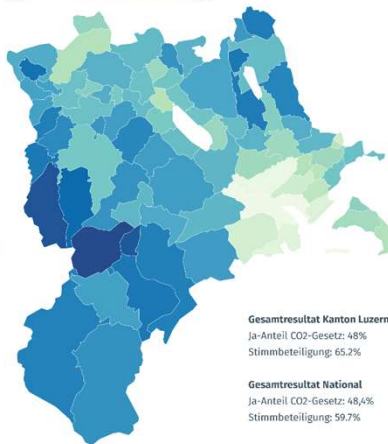 Gesamtresultat Kanton Luzern
Ja-Anteil CO2-Gesetz: 48%
Stimmbeteiligung: 65.2%
Gesamtresultat National
Ja-Anteil CO2-Gesetz: 48,4%
Stimmbeteiligung: 59.7%